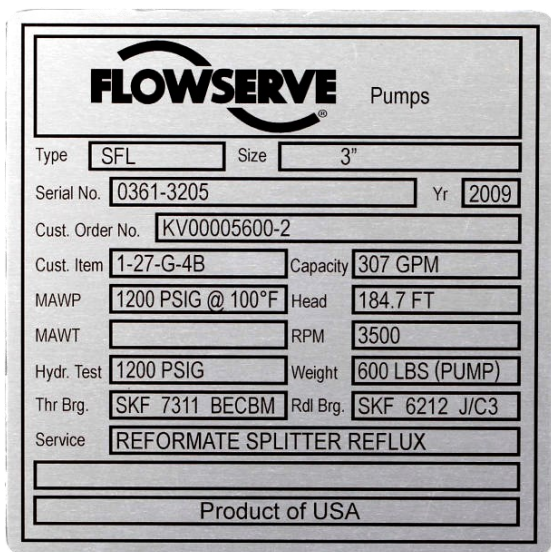 FLOWSERVE ® Pumps
Type SFL Size 3"
Serial No. 0361-3205 Yr 2009
Cust. Order No. KV00005600-2
Cust. Item 1-27-G-4B Capacity 307 GPM
MAWP 1200 PSIG @ 100°F Head 184.7 FT
MAWT RPM 3500
Hydr. Test 1200 PSIG Weight 600 LBS (PUMP)
Thr Brg. SKF 7311 BECBM Rdl Brg. SKF 6212 J/C3
Service REFORMATE SPLITTER REFLUX
Product of USA